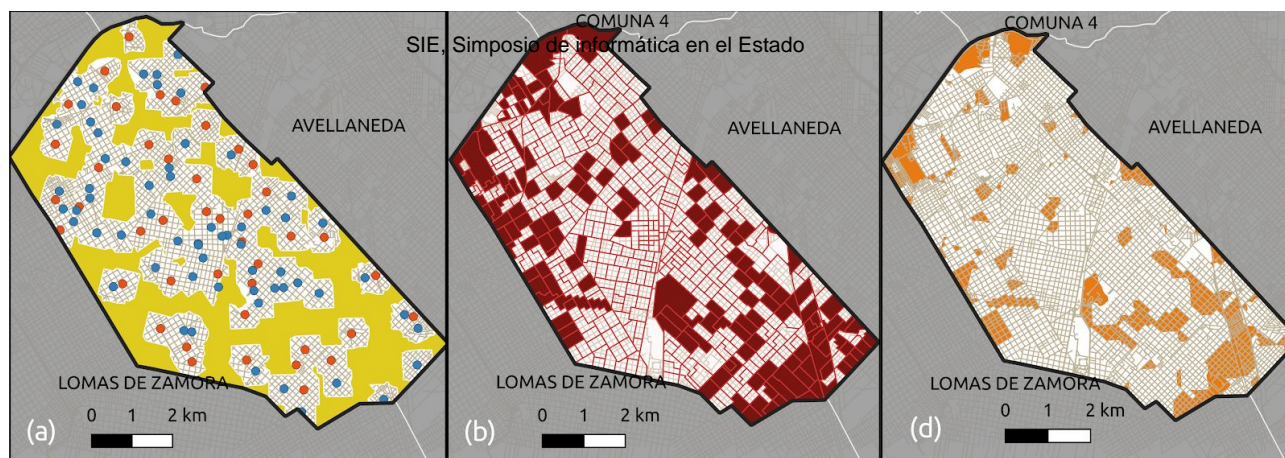 SIE, Simposio de informática en el Estado
AVELLANEDA
LOMAS DE ZAMORA
0 1 2 km
(a)
COMUNA 4
AVELLANEDA
LOMAS DE ZAMORA
0 1 2 km
(b)
COMUNA 4
AVELLANEDA
LOMAS DE ZAMORA
0 1 2 km
(d)